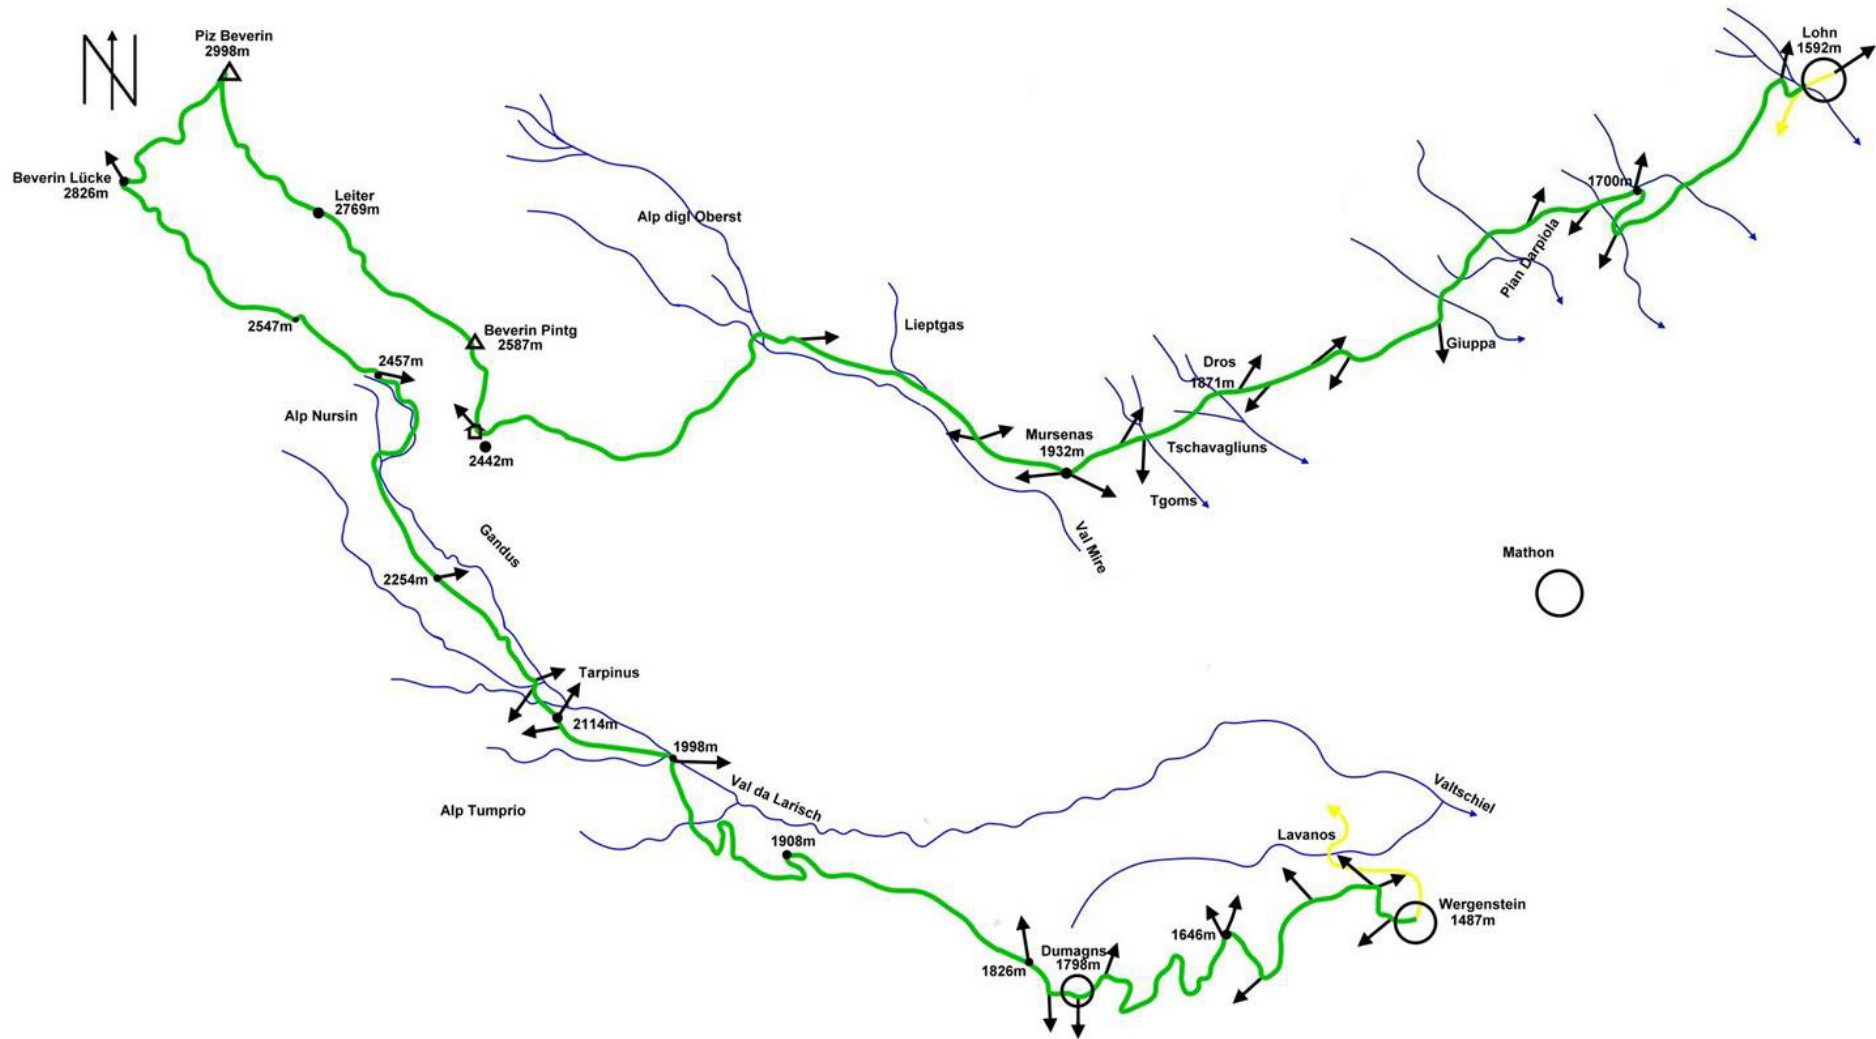 N
Piz Beverin
2998m
Lohn
1592m
Beverin Lücke
2826m
Leiter
2769m
1700m
Alp digl Oberst
Pian Darpiola
2547m
Beverin Pintg
2587m
Lieptgas
Giuppa
2457m
Dros
1871m
Alp Nursin
2442m
Mursenas
1932m
Tschavagliuns
Tgoms
Val Mire
Gandus
2254m
Mathon
Tarpinus
2114m
1998m
Val da Larisch
Valtschiel
Alp Tumprio
1908m
Lavanos
Wergenstein
1487m
1646m
Dumagns
1798m
1826m